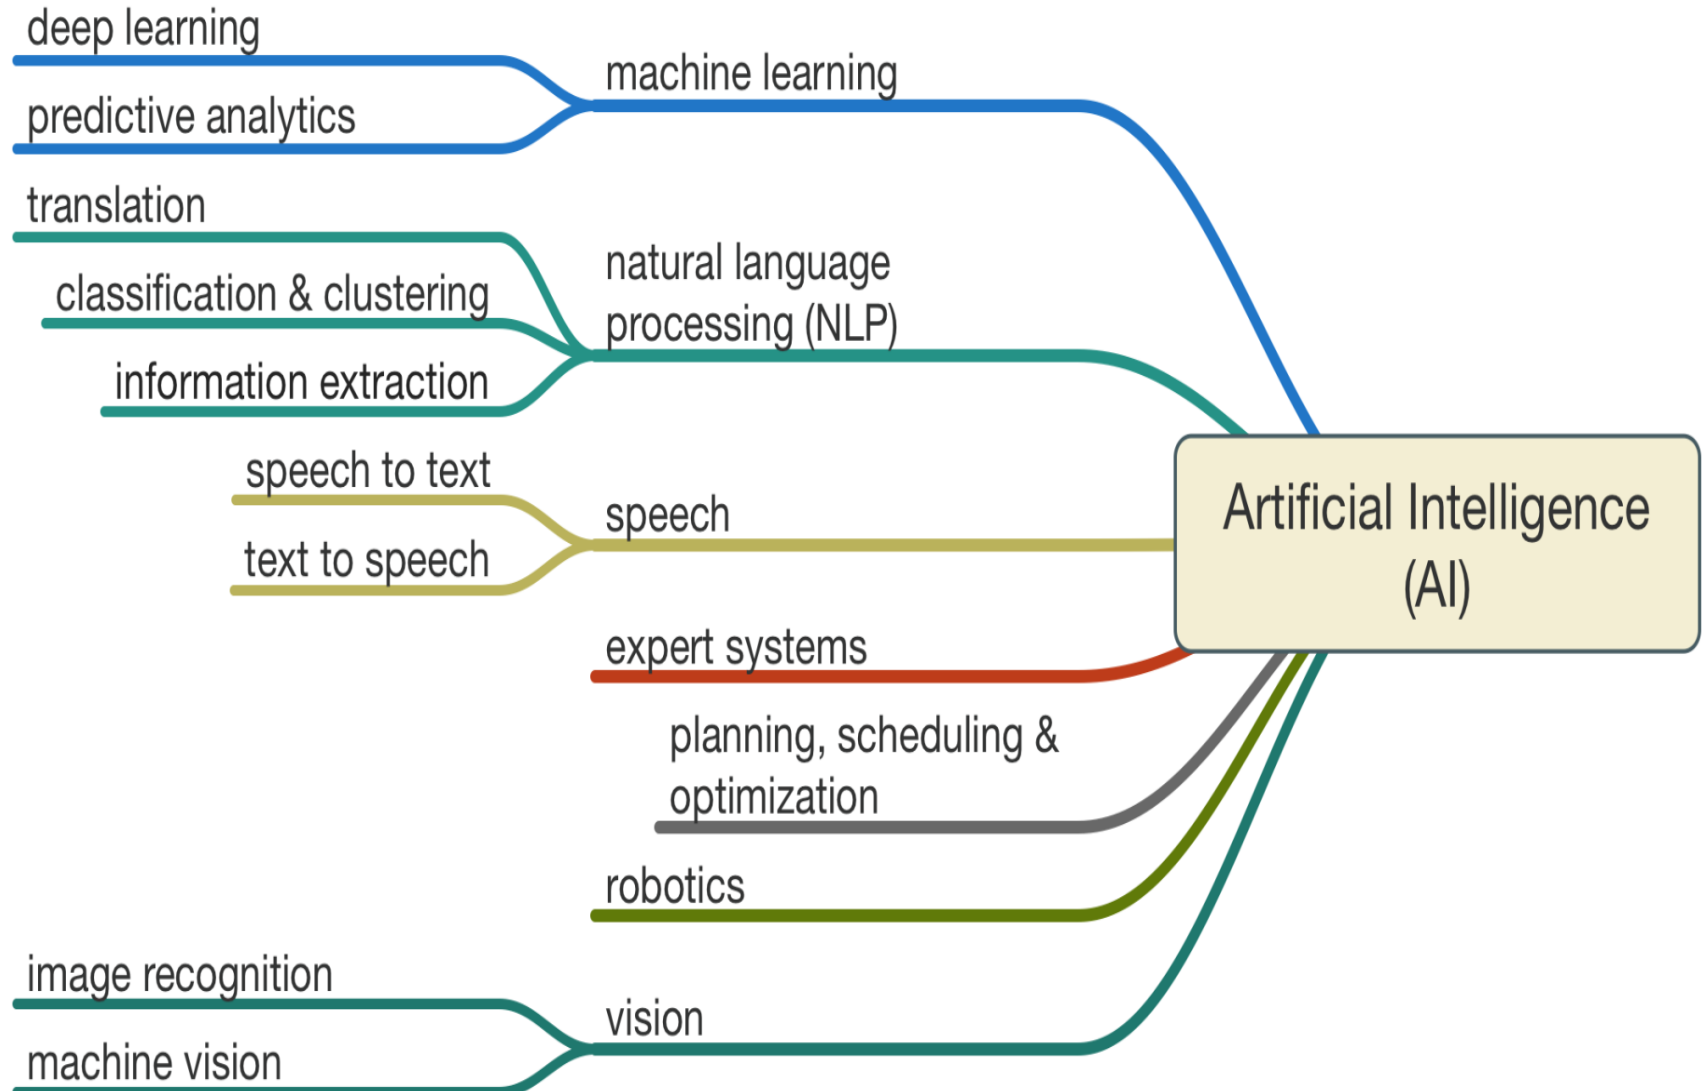 deep learning
predictive analytics
machine learning
translation
classification & clustering
information extraction
natural language
processing (NLP)
speech to text
text to speech
speech
expert systems
planning, scheduling &
optimization
robotics
image recognition
machine vision
vision
Artificial Intelligence
(AI)